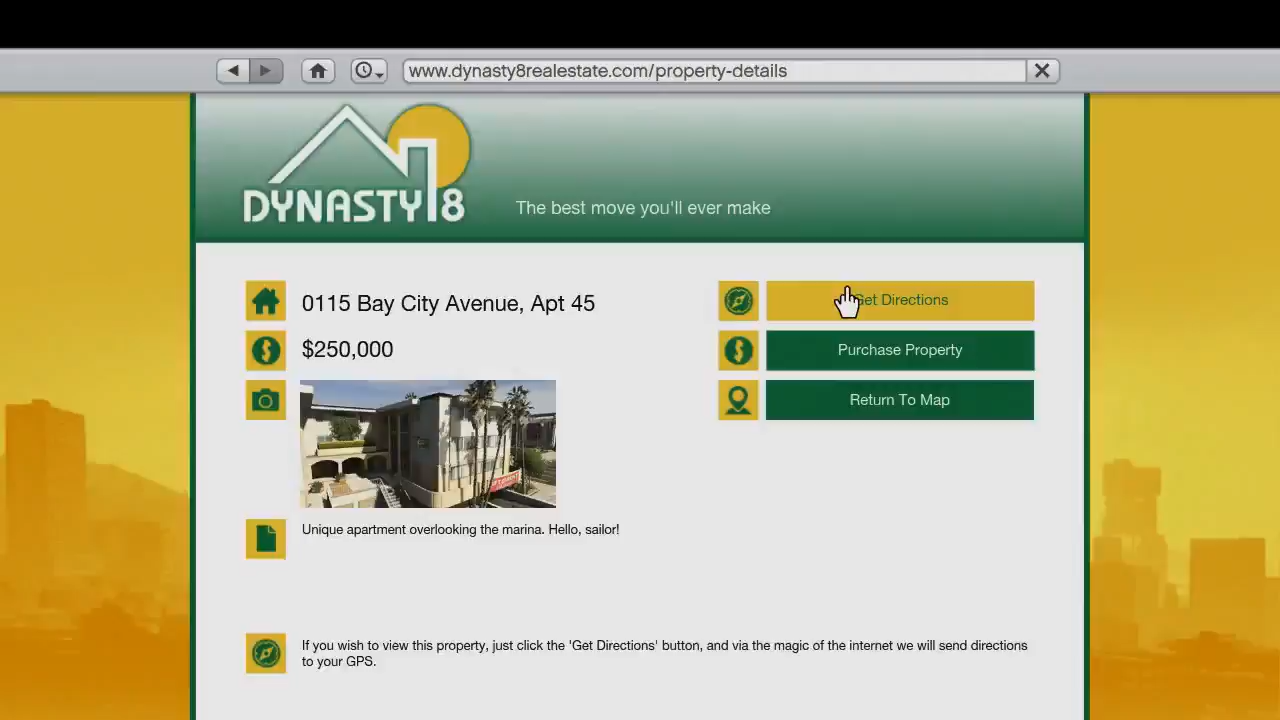 www.dynasty8realestate.com/property-details
DYNASTY 8
The best move you'll ever make
0115 Bay City Avenue, Apt 45
$250,000
Get Directions
Purchase Property
Return To Map
Unique apartment overlooking the marina. Hello, sailor!
If you wish to view this property, just click the 'Get Directions' button, and via the magic of the internet we will send directions
to your GPS.